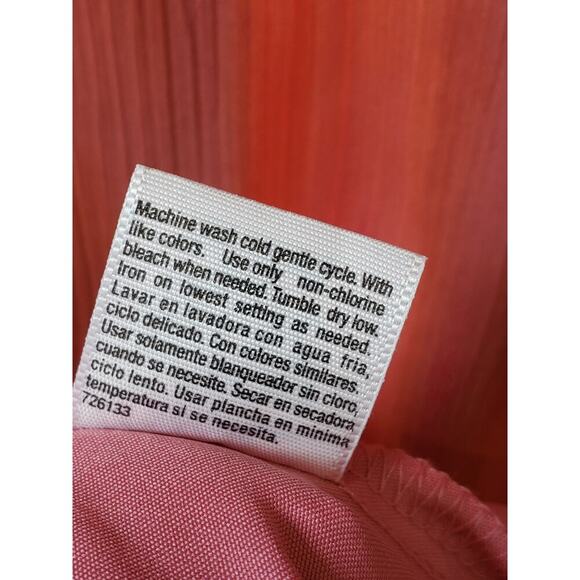 Machine wash cold gentle cycle. With
like colors. Use only non-chlorine
bleach when needed. Tumble dry low.
Iron on lowest setting as needed.
Lavar en lavadora con agua fria,
ciclo delicado. Con colores similares.
Usar solamente blanqueador sin cloro,
cuando se necesite. Secar en secadora
ciclo lento. Usar plancha en minima
temperatura si se necesita.
726133